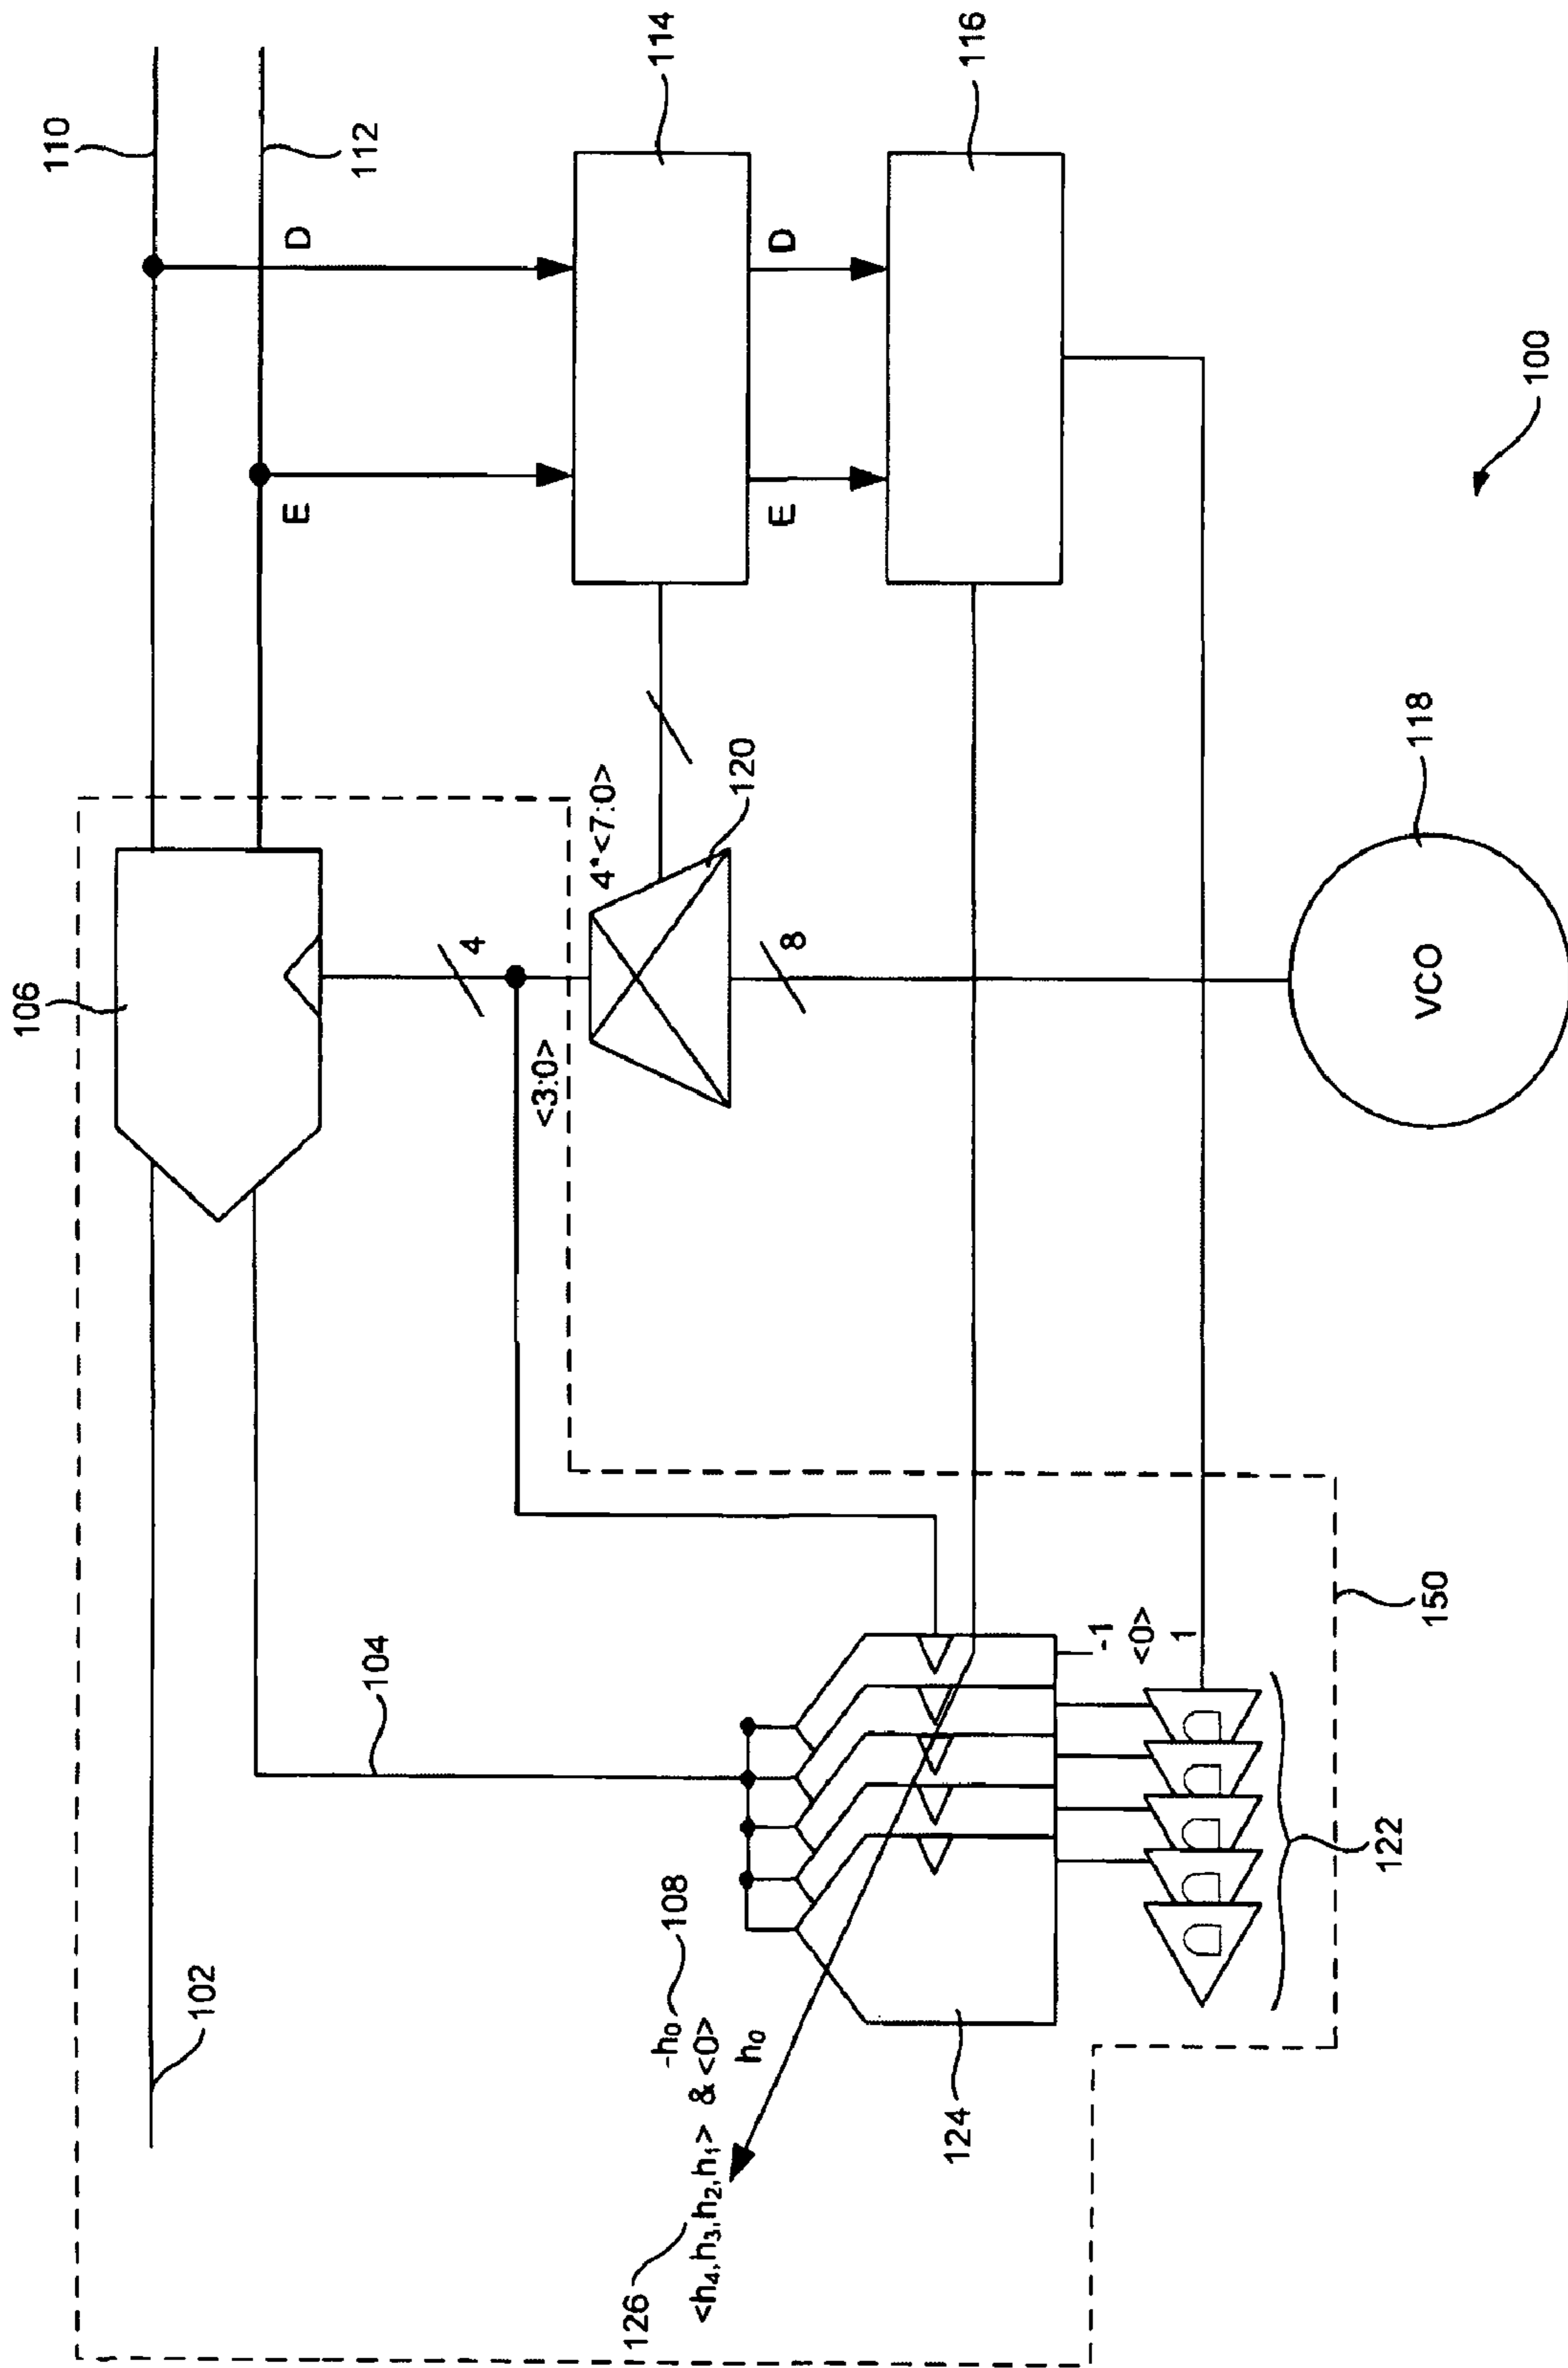 110
112
114
116
100
D
E
D
E
106
4
<3:0>
4*<7:0>
120
8
118
VCO
104
102
-h₀
108
126
<h₄,h₃,h₂,h₁> & <0>
h₀
124
-1
<0>
1
D
D
D
D
D
122
150